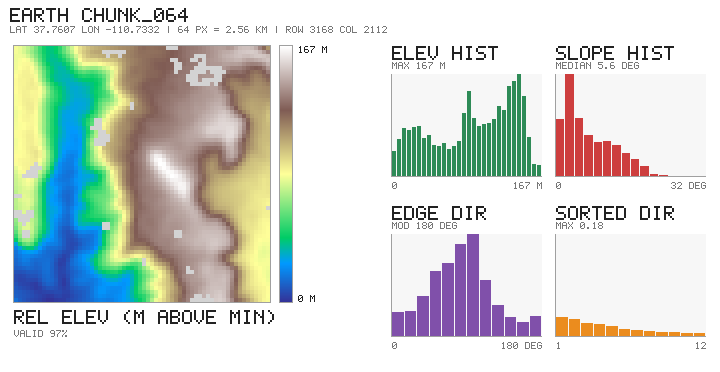 EARTH CHUNK_064
LAT 37.7607 LON -110.7332 | 64 PX = 2.56 KM | ROW 3168 COL 2112
167 M
0 M
REL ELEV (M ABOVE MIN)
VALID 97%
ELEV HIST
MAX 167 M
0 167 M
SLOPE HIST
MEDIAN 5.6 DEG
0 32 DEG
EDGE DIR
MOD 180 DEG
0 180 DEG
SORTED DIR
MAX 0.18
1 12